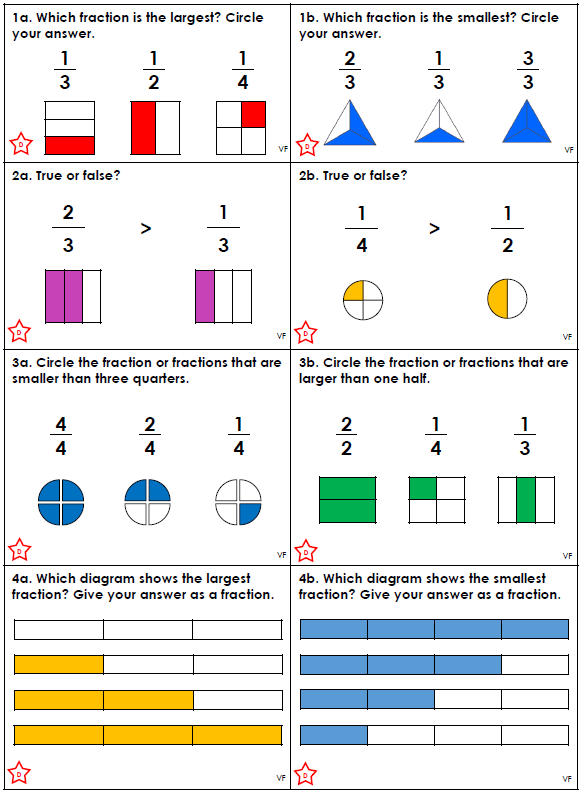 1a. Which fraction is the largest? Circle
your answer.
1/3 1/2 1/4
D
VF
1b. Which fraction is the smallest? Circle
your answer.
2/3 1/3 3/3
D
VF
2a. True or false?
2/3 > 1/3
D
VF
2b. True or false?
1/4 > 1/2
D
VF
3a. Circle the fraction or fractions that are
smaller than three quarters.
4/4 2/4 1/4
D
VF
3b. Circle the fraction or fractions that are
larger than one half.
2/2 1/4 1/3
D
VF
4a. Which diagram shows the largest
fraction? Give your answer as a fraction.
D
VF
4b. Which diagram shows the smallest
fraction? Give your answer as a fraction.
D
VF